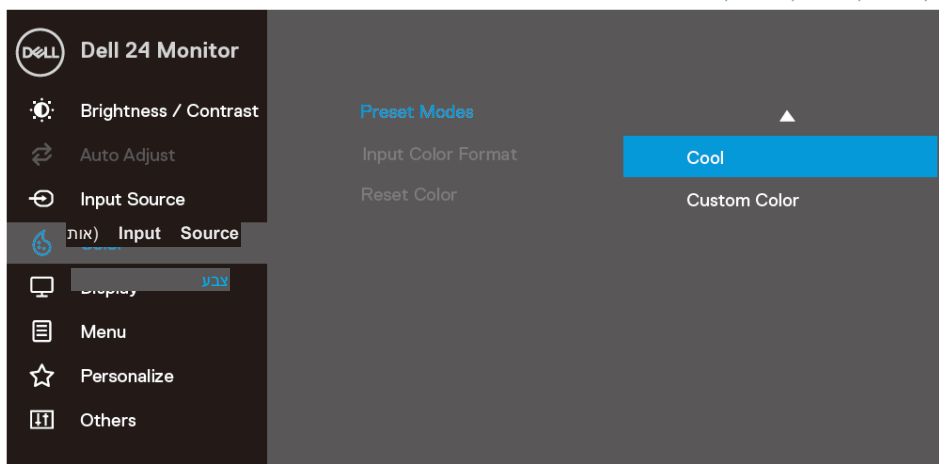 DELL Dell 24 Monitor
Brightness / Contrast
Auto Adjust
Input Source
אות) Input Source
צבע
Menu
Personalize
Others
Preset Modes
Input Color Format
Reset Color
Cool
Custom Color